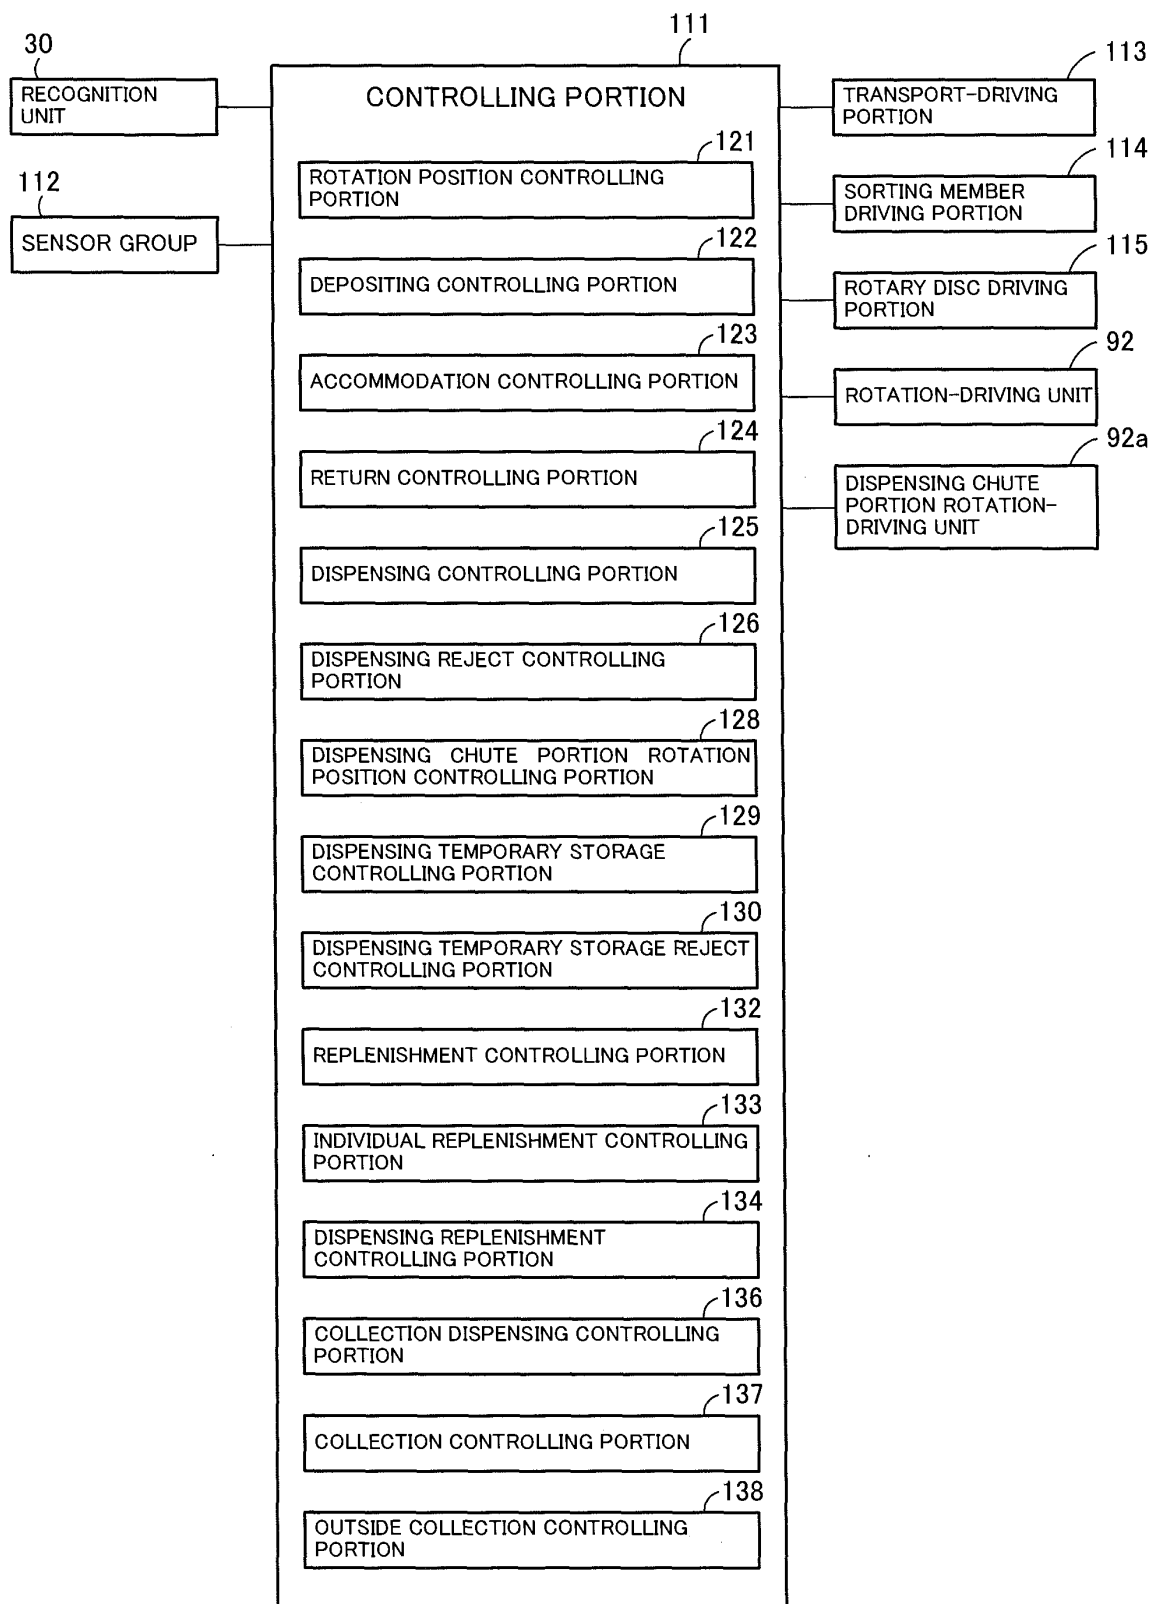 30
RECOGNITION
UNIT
112
SENSOR GROUP
111
CONTROLLING PORTION
121
ROTATION POSITION CONTROLLING
PORTION
122
DEPOSITING CONTROLLING PORTION
123
ACCOMMODATION CONTROLLING PORTION
124
RETURN CONTROLLING PORTION
125
DISPENSING CONTROLLING PORTION
126
DISPENSING REJECT CONTROLLING
PORTION
128
DISPENSING CHUTE PORTION ROTATION
POSITION CONTROLLING PORTION
129
DISPENSING TEMPORARY STORAGE
CONTROLLING PORTION
130
DISPENSING TEMPORARY STORAGE REJECT
CONTROLLING PORTION
132
REPLENISHMENT CONTROLLING PORTION
133
INDIVIDUAL REPLENISHMENT CONTROLLING
PORTION
134
DISPENSING REPLENISHMENT
CONTROLLING PORTION
136
COLLECTION DISPENSING CONTROLLING
PORTION
137
COLLECTION CONTROLLING PORTION
138
OUTSIDE COLLECTION CONTROLLING
PORTION
113
TRANSPORT-DRIVING
PORTION
114
SORTING MEMBER
DRIVING PORTION
115
ROTARY DISC DRIVING
PORTION
92
ROTATION-DRIVING UNIT
92a
DISPENSING CHUTE
PORTION ROTATION-
DRIVING UNIT